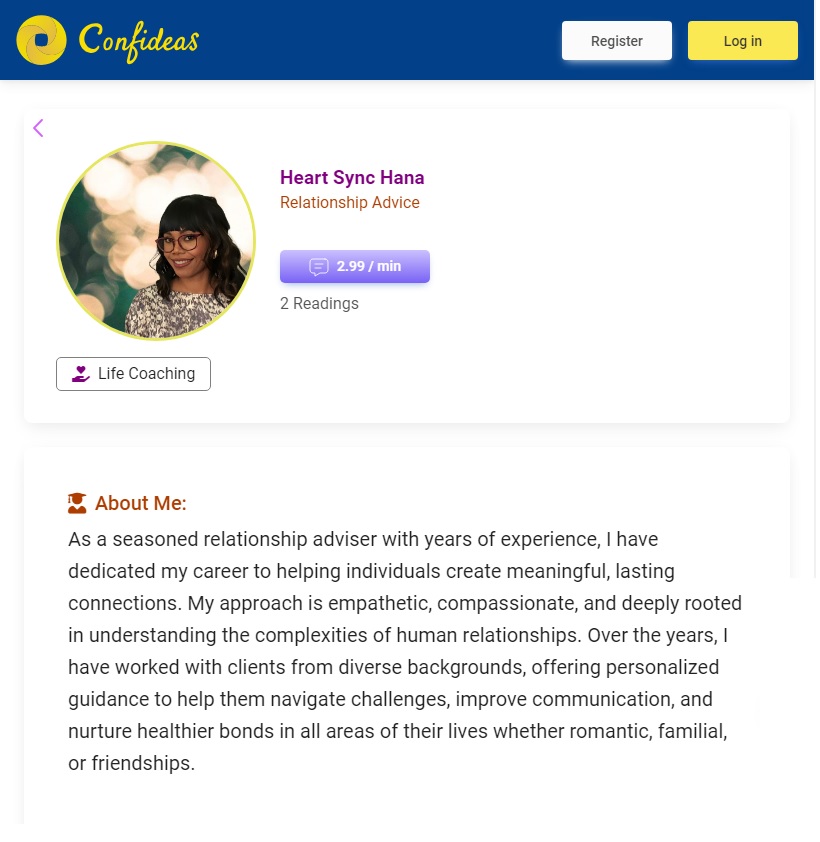 Confideas
Register
Log in
Heart Sync Hana
Relationship Advice
2.99 / min
2 Readings
Life Coaching
About Me:
As a seasoned relationship adviser with years of experience, I have
dedicated my career to helping individuals create meaningful, lasting
connections. My approach is empathetic, compassionate, and deeply rooted
in understanding the complexities of human relationships. Over the years, I
have worked with clients from diverse backgrounds, offering personalized
guidance to help them navigate challenges, improve communication, and
nurture healthier bonds in all areas of their lives whether romantic, familial,
or friendships.